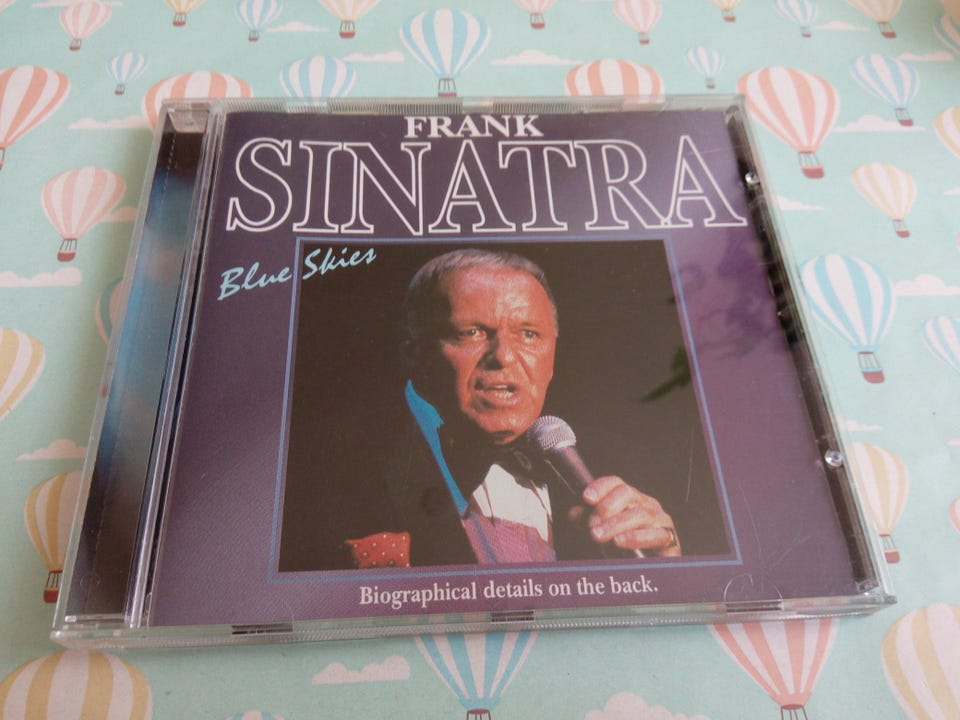 FRANK
SINATRA
Blue Skies
Biographical details on the back.